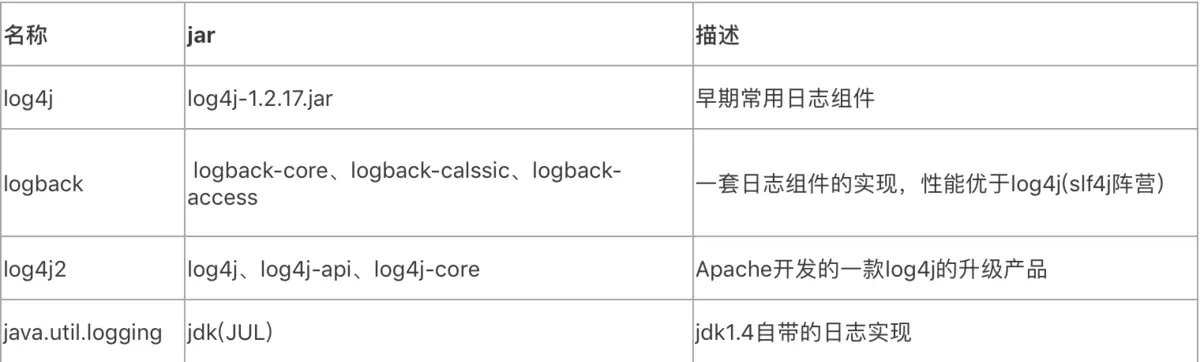 名称 jar 描述
log4j log4j-1.2.17.jar 早期常用日志组件
logback logback-core、logback-calssic、logback-
access 一套日志组件的实现，性能优于log4j(slf4j阵营)
log4j2 log4j、log4j-api、log4j-core Apache开发的一款log4j的升级产品
java.util.logging jdk(JUL) jdk1.4自带的日志实现